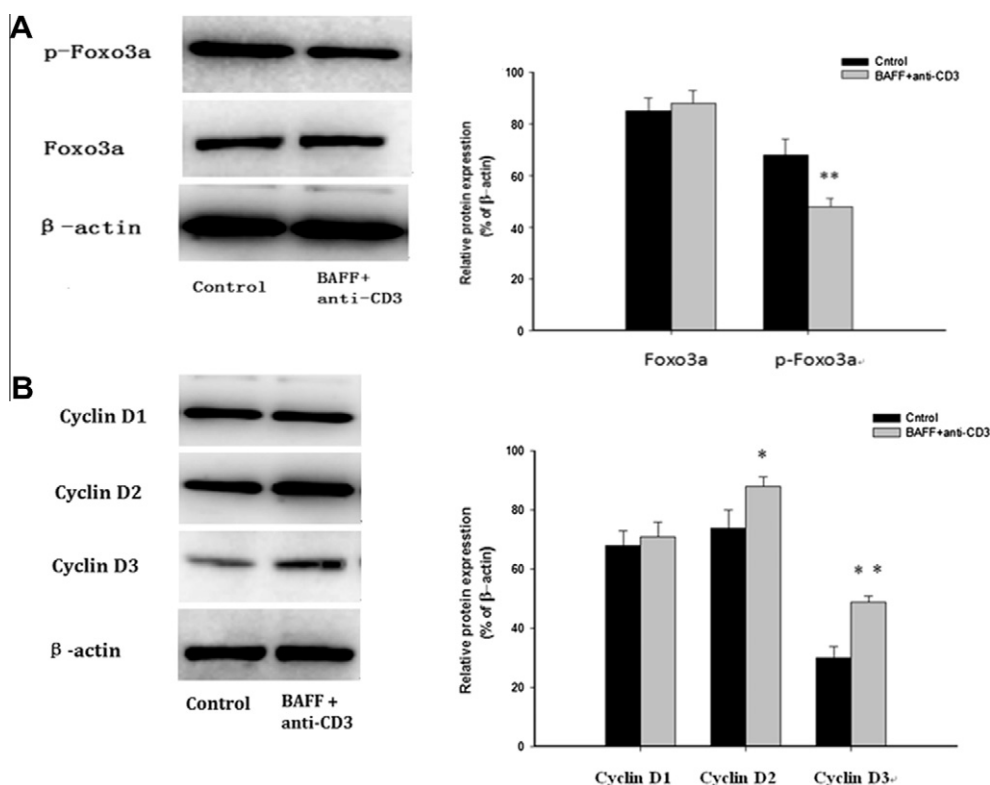 A
p-Foxo3a
Foxo3a
β-actin
Control
BAFF+
anti-CD3
Cntrol
BAFF+anti-CD3
Relative protein expresstion
(% of β-actin)
100
80
60
40
20
0
Foxo3a
p-Foxo3a
**
B
Cyclin D1
Cyclin D2
Cyclin D3
β-actin
Control
BAFF+
anti-CD3
Cntrol
BAFF+anti-CD3
Relative protein expresstion
(% of β-actin)
100
80
60
40
20
0
*
* *
Cyclin D1
Cyclin D2
Cyclin D3